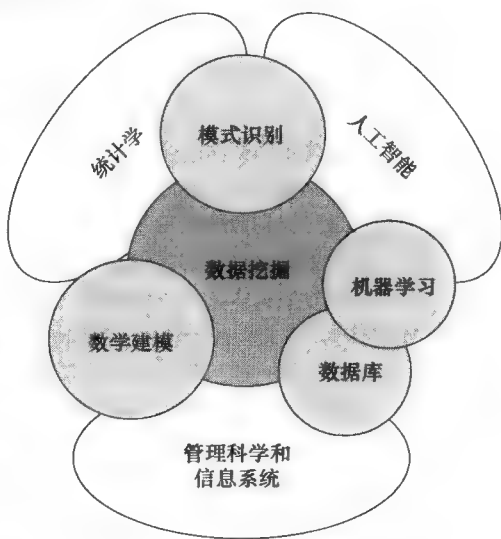 模式识别
统计学
人工智能
数据挖掘
机器学习
数学建模
数据库
管理科学和
信息系统